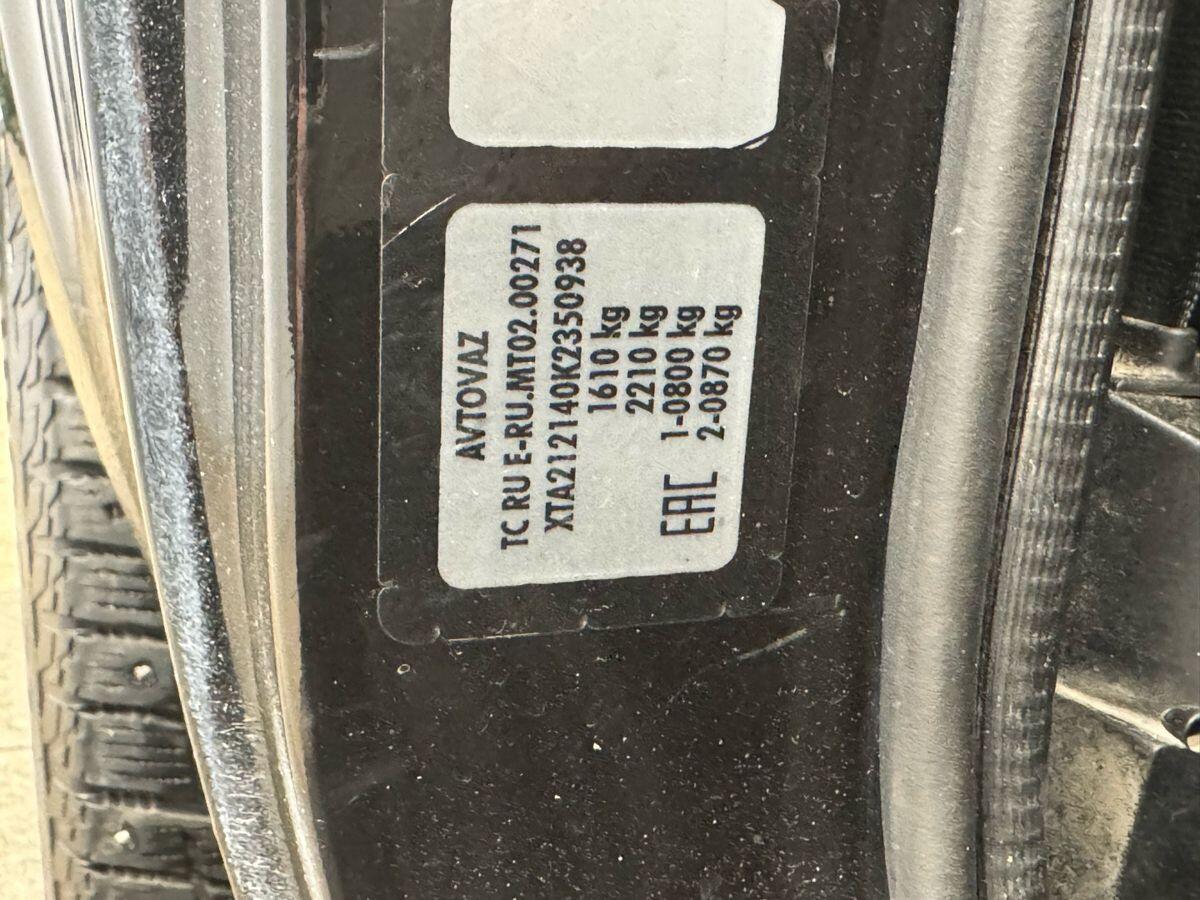 AVTOVAZ
TC RU E-RU.MT02.00271
XTA212140K2350938
1610 kg
2210 kg
1-0800 kg
EAC 2-0870 kg